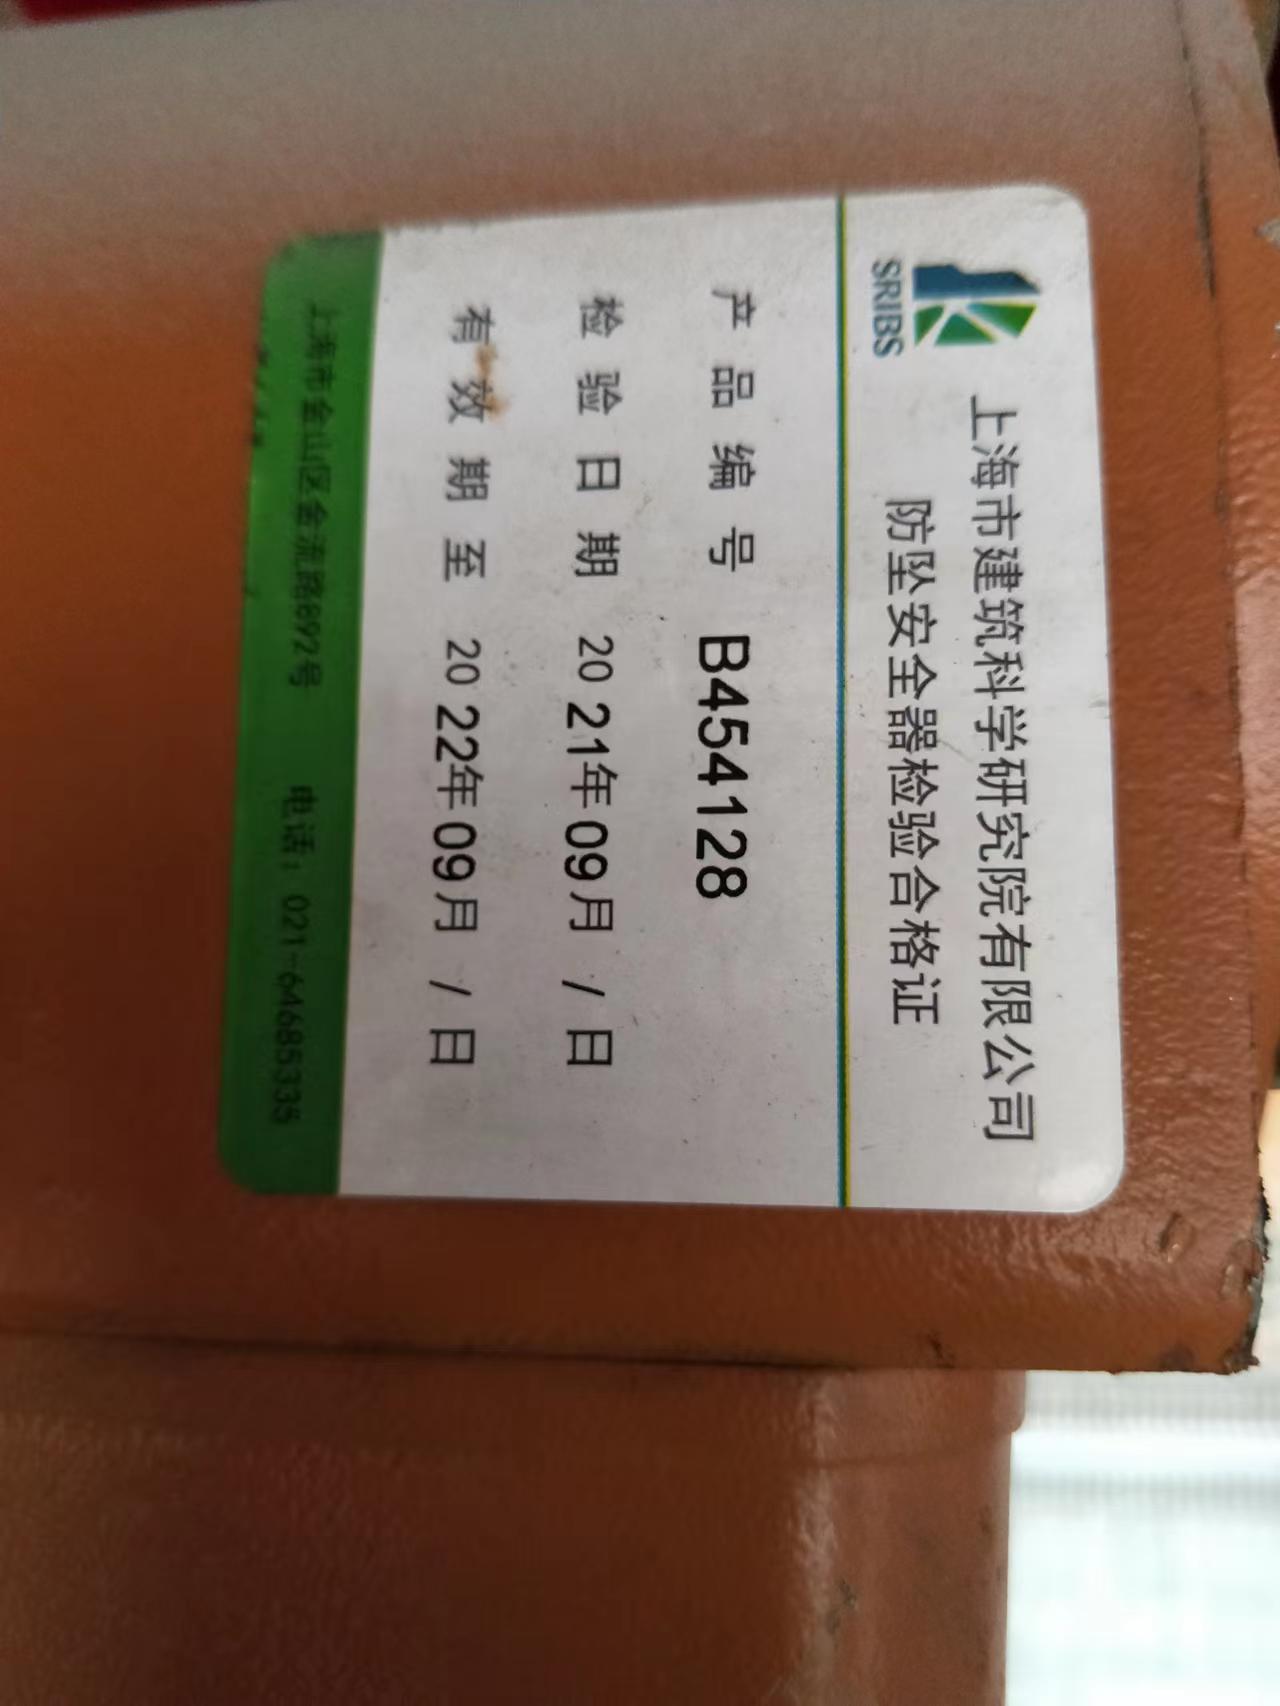 SRIBS
上海市建筑科学研究院有限公司
防坠安全器检验合格证
产品编号 B454128
检验日期 2021年09月/日
有效期至 2022年09月/日
上海市金山区金流路892号 电话：021-64685335